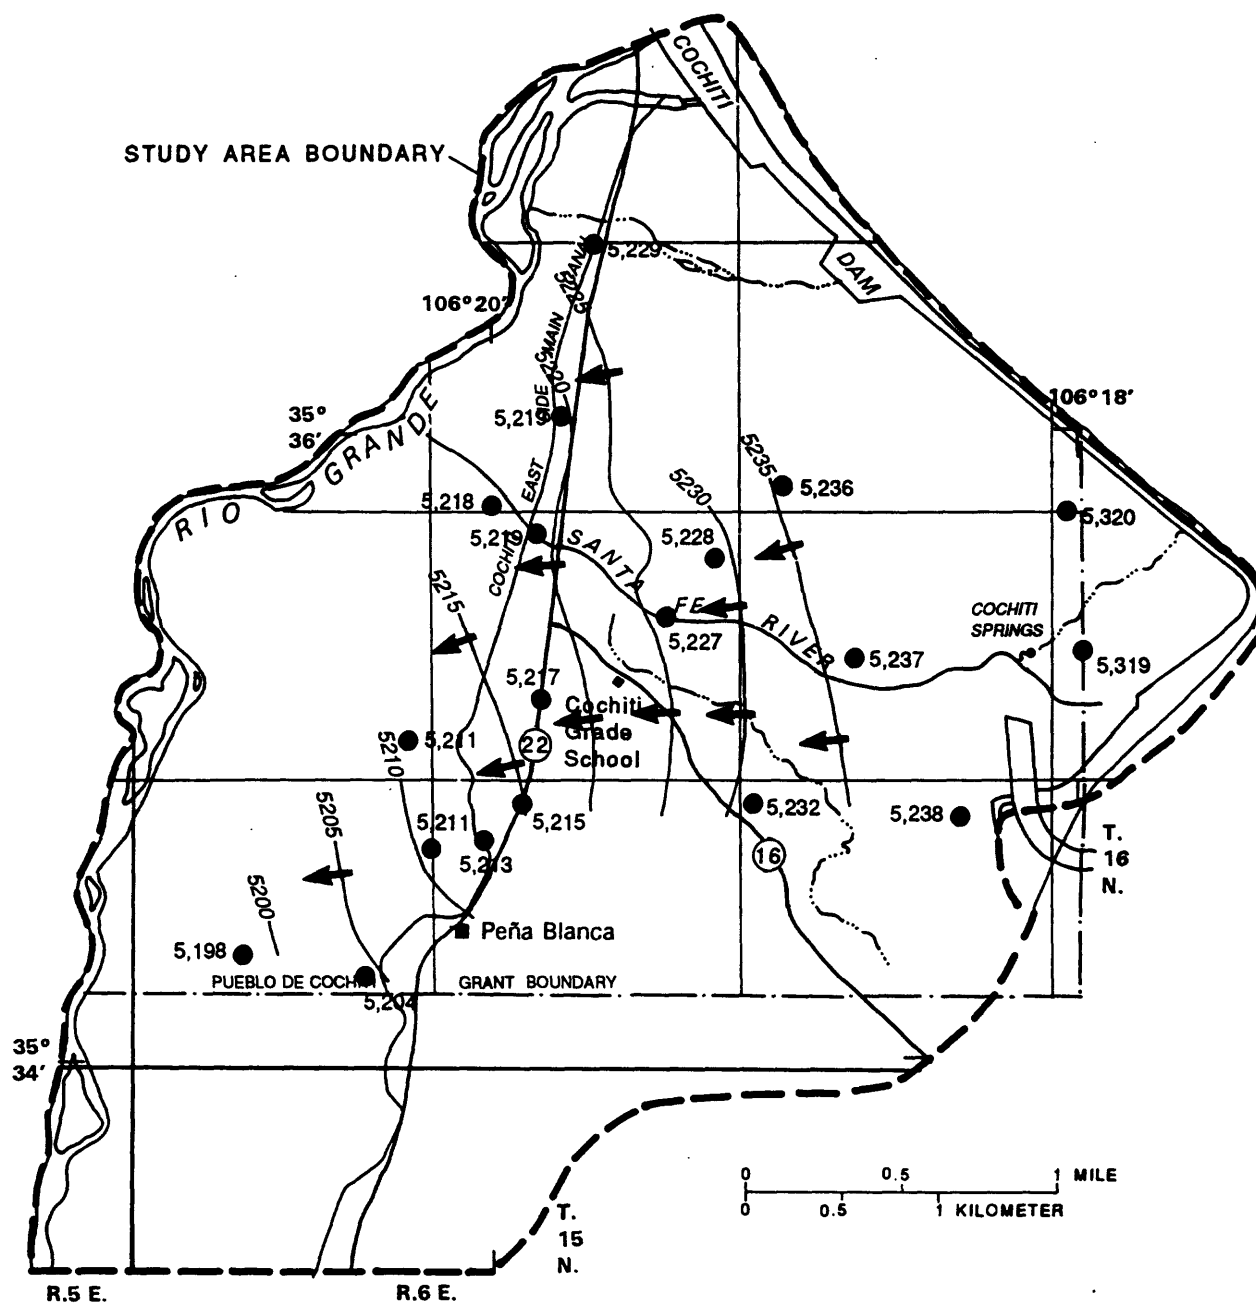 COCHITI
STUDY AREA BOUNDARY
5,229
DAM
CANAL
106° 20'
MAIN
SIDE
5220
106° 18'
35°
36'
RIO GRANDE
5,219
EAST
COCHITI
5235
5230
5,236
5,218
5,320
5,219
SANTA FE RIVER
5,228
5215
COCHITI
SPRINGS
5,227
5,237
5,319
5,217
Cochiti
Grade
School
22
5,211
5210
5205
5,211
5,213
5,215
5,232
5,238
16
T.
16
N.
5200
Peña Blanca
5,198
PUEBLO DE COCHITI GRANT BOUNDARY
5,204
35°
34'
0 0.5 1 MILE
0 0.5 1 KILOMETER
T.
15
N.
R.5 E. R.6 E.